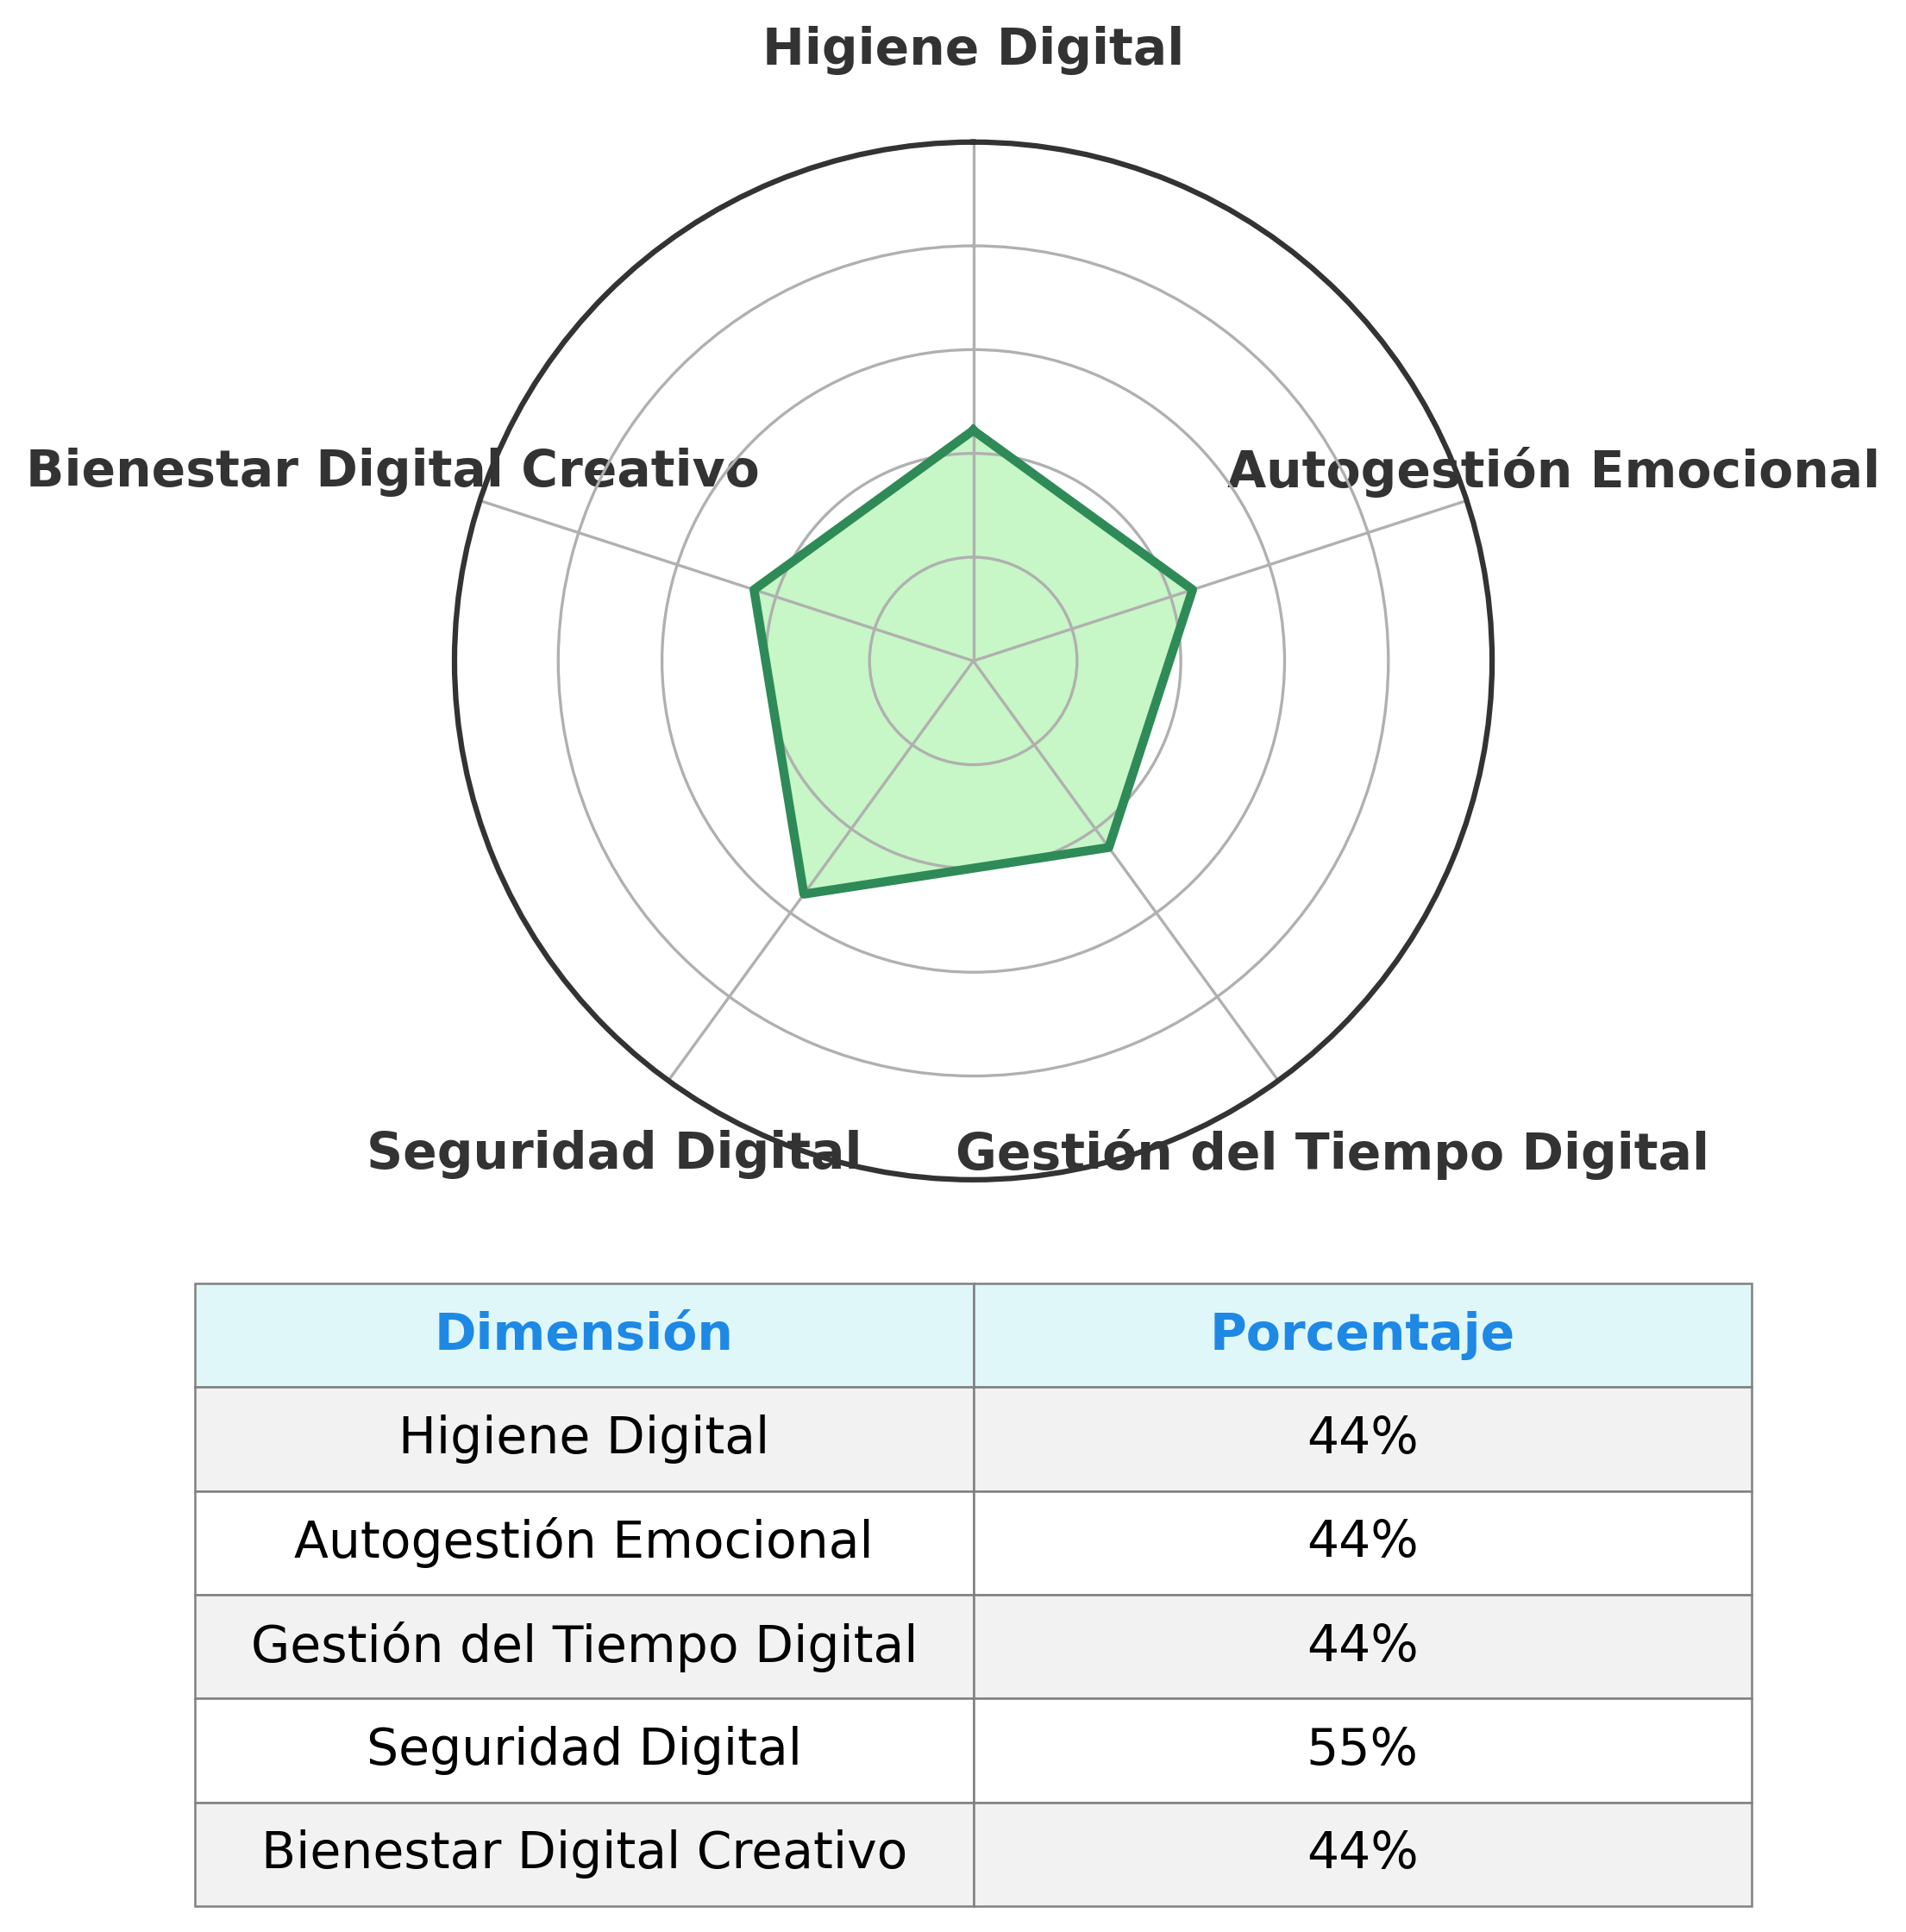 Higiene Digital
Bienestar Digital Creativo
Autogestión Emocional
Seguridad Digital
Gestión del Tiempo Digital
Dimensión Porcentaje
Higiene Digital 44%
Autogestión Emocional 44%
Gestión del Tiempo Digital 44%
Seguridad Digital 55%
Bienestar Digital Creativo 44%